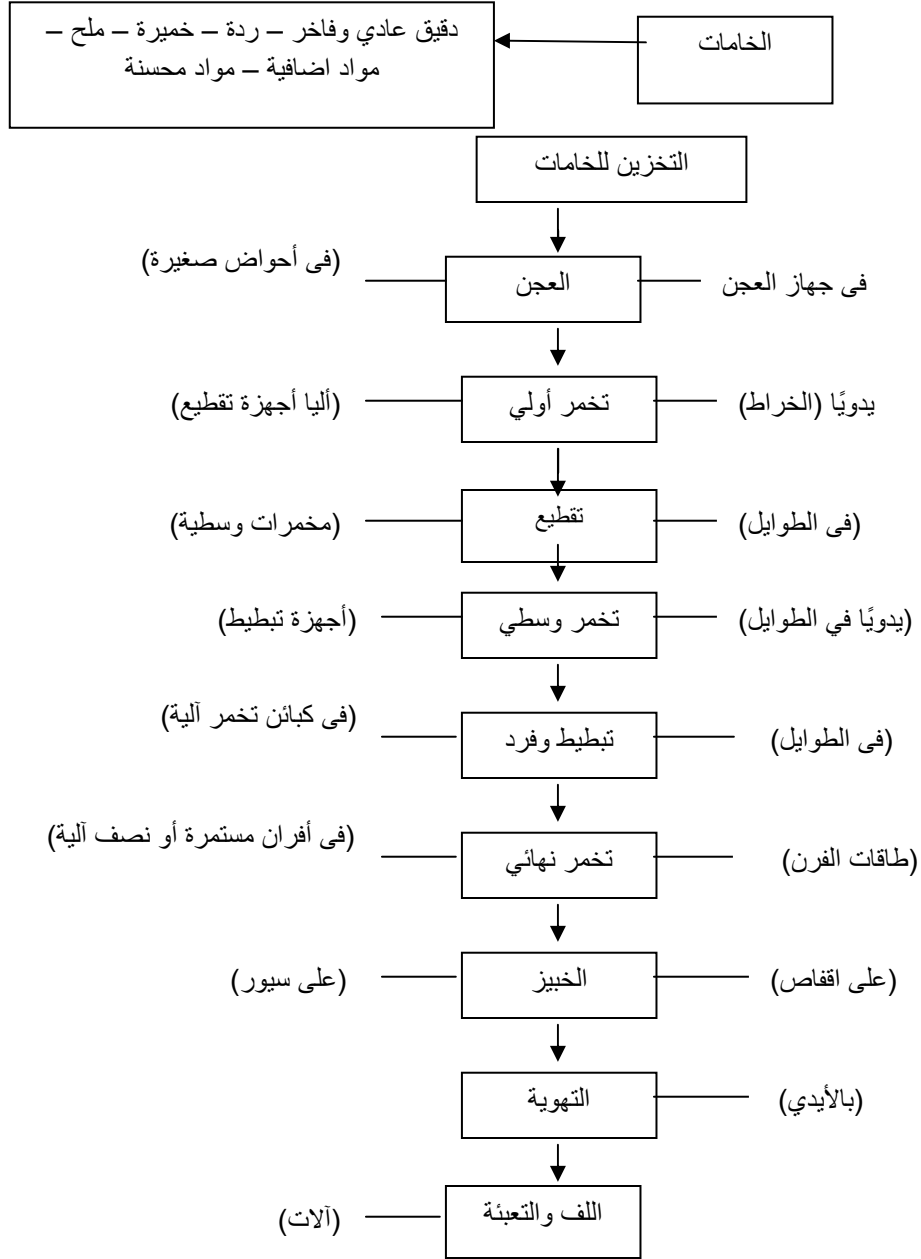 الخامات
دقيق عادي وفاخر – ردة – خميرة – ملح –
مواد اضافية – مواد محسنة
التخزين للخامات
فى جهاز العجن
العجن
(فى أحواض صغيرة)
يدويًا (الخراط)
تخمر أولي
(أليا أجهزة تقطيع)
(فى الطوايل)
تقطيع
(مخمرات وسطية)
(يدويًا في الطوايل)
تخمر وسطي
(أجهزة تبطيط)
(فى الطوايل)
تبطيط وفرد
(فى كبائن تخمر آلية)
(طاقات الفرن)
تخمر نهائي
(فى أفران مستمرة أو نصف آلية)
(على اقفاص)
الخبيز
(على سيور)
(بالأيدي)
التهوية
اللف والتعبئة
(آلات)